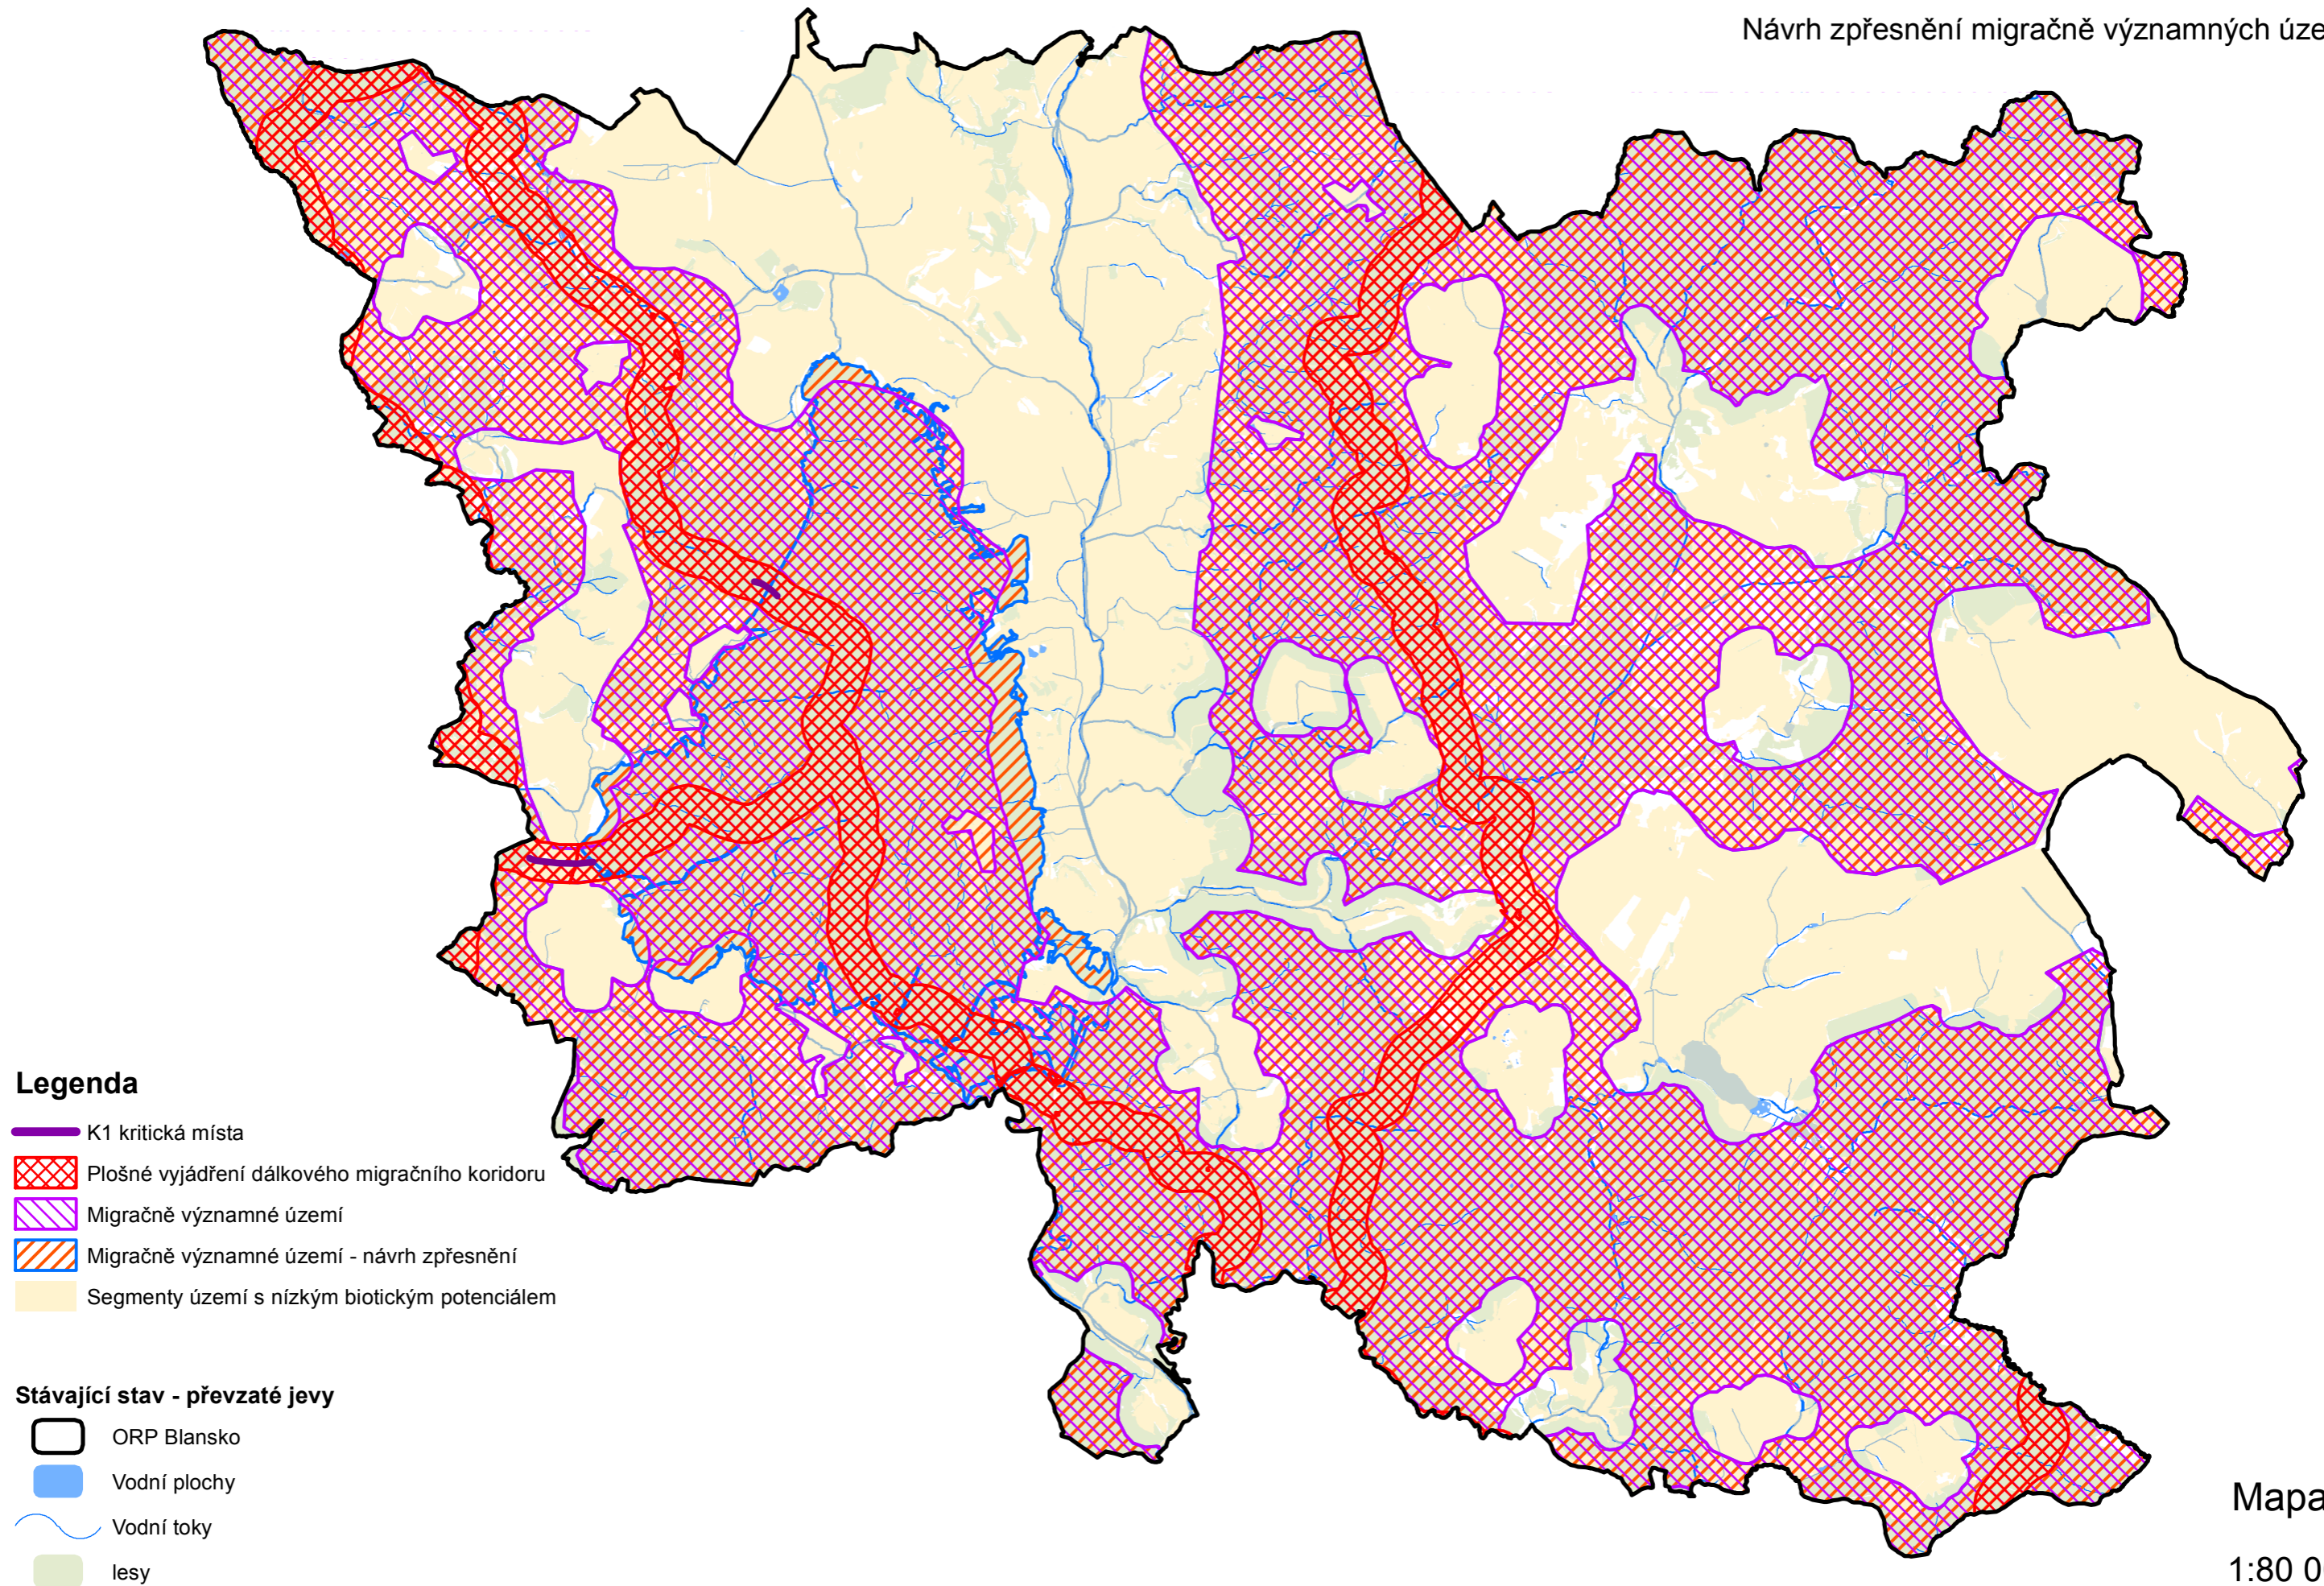 Návrh zpřesnění migračně významných úze
Legenda
K1 kritická místa
Plošné vyjádření dálkového migračního koridoru
Migračně významné území
Migračně významné území - návrh zpřesnění
Segmenty území s nízkým biotickým potenciálem
Stávající stav - převzaté jevy
ORP Blansko
Vodní plochy
Vodní toky
lesy
Mapa
1:80 0